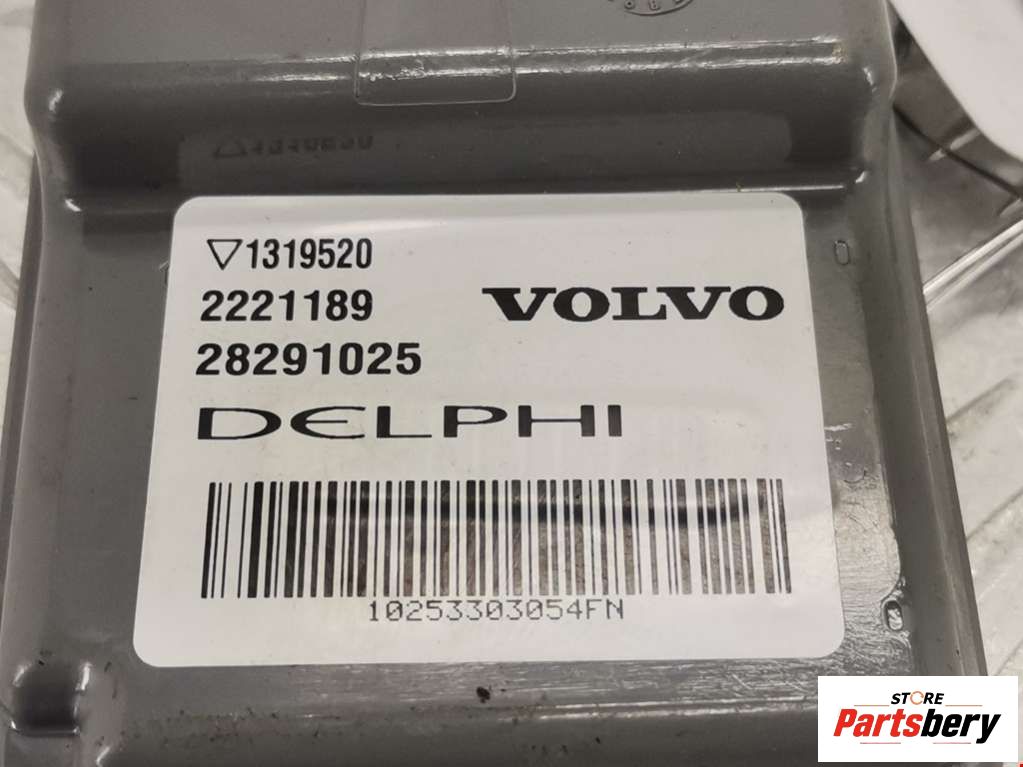 ▽1319520
2221189
VOLVO
28291025
DELPHI
10253303054FN
STORE
Partsbery